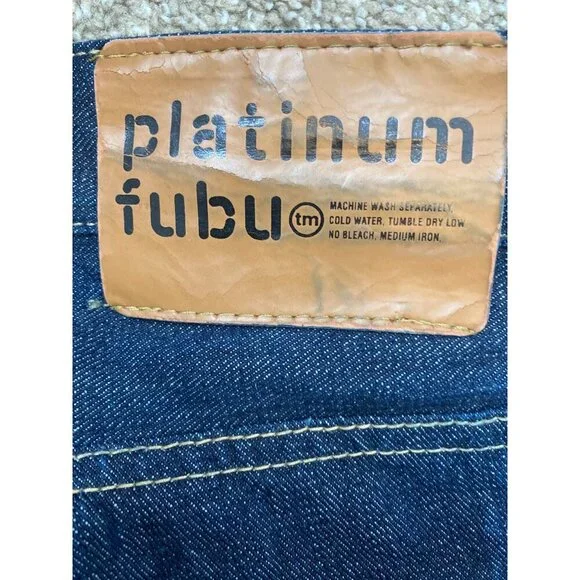 platinum
fubu tm
MACHINE WASH SEPARATELY,
COLD WATER, TUMBLE DRY LOW
NO BLEACH, MEDIUM IRON,